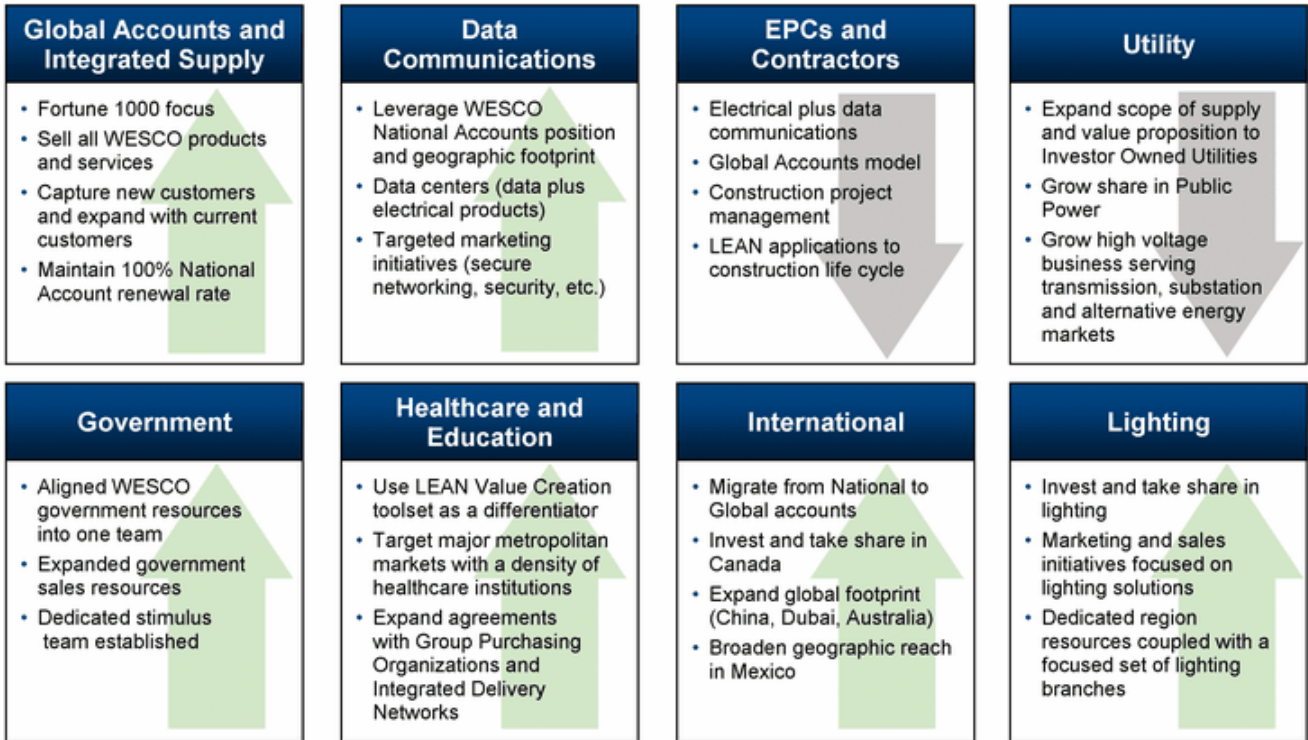 Global Accounts and
Integrated Supply
• Fortune 1000 focus
• Sell all WESCO products
and services
• Capture new customers
and expand with current
customers
• Maintain 100% National
Account renewal rate
Data
Communications
• Leverage WESCO
National Accounts position
and geographic footprint
• Data centers (data plus
electrical products)
• Targeted marketing
initiatives (secure
networking, security, etc.)
EPCs and
Contractors
• Electrical plus data
communications
• Global Accounts model
• Construction project
management
• LEAN applications to
construction life cycle
Utility
• Expand scope of supply
and value proposition to
Investor Owned Utilities
• Grow share in Public
Power
• Grow high voltage
business serving
transmission, substation
and alternative energy
markets
Government
• Aligned WESCO
government resources
into one team
• Expanded government
sales resources
• Dedicated stimulus
team established
Healthcare and
Education
• Use LEAN Value Creation
toolset as a differentiator
• Target major metropolitan
markets with a density of
healthcare institutions
• Expand agreements
with Group Purchasing
Organizations and
Integrated Delivery
Networks
International
• Migrate from National to
Global accounts
• Invest and take share in
Canada
• Expand global footprint
(China, Dubai, Australia)
• Broaden geographic reach
in Mexico
Lighting
• Invest and take share in
lighting
• Marketing and sales
initiatives focused on
lighting solutions
• Dedicated region
resources coupled with a
focused set of lighting
branches